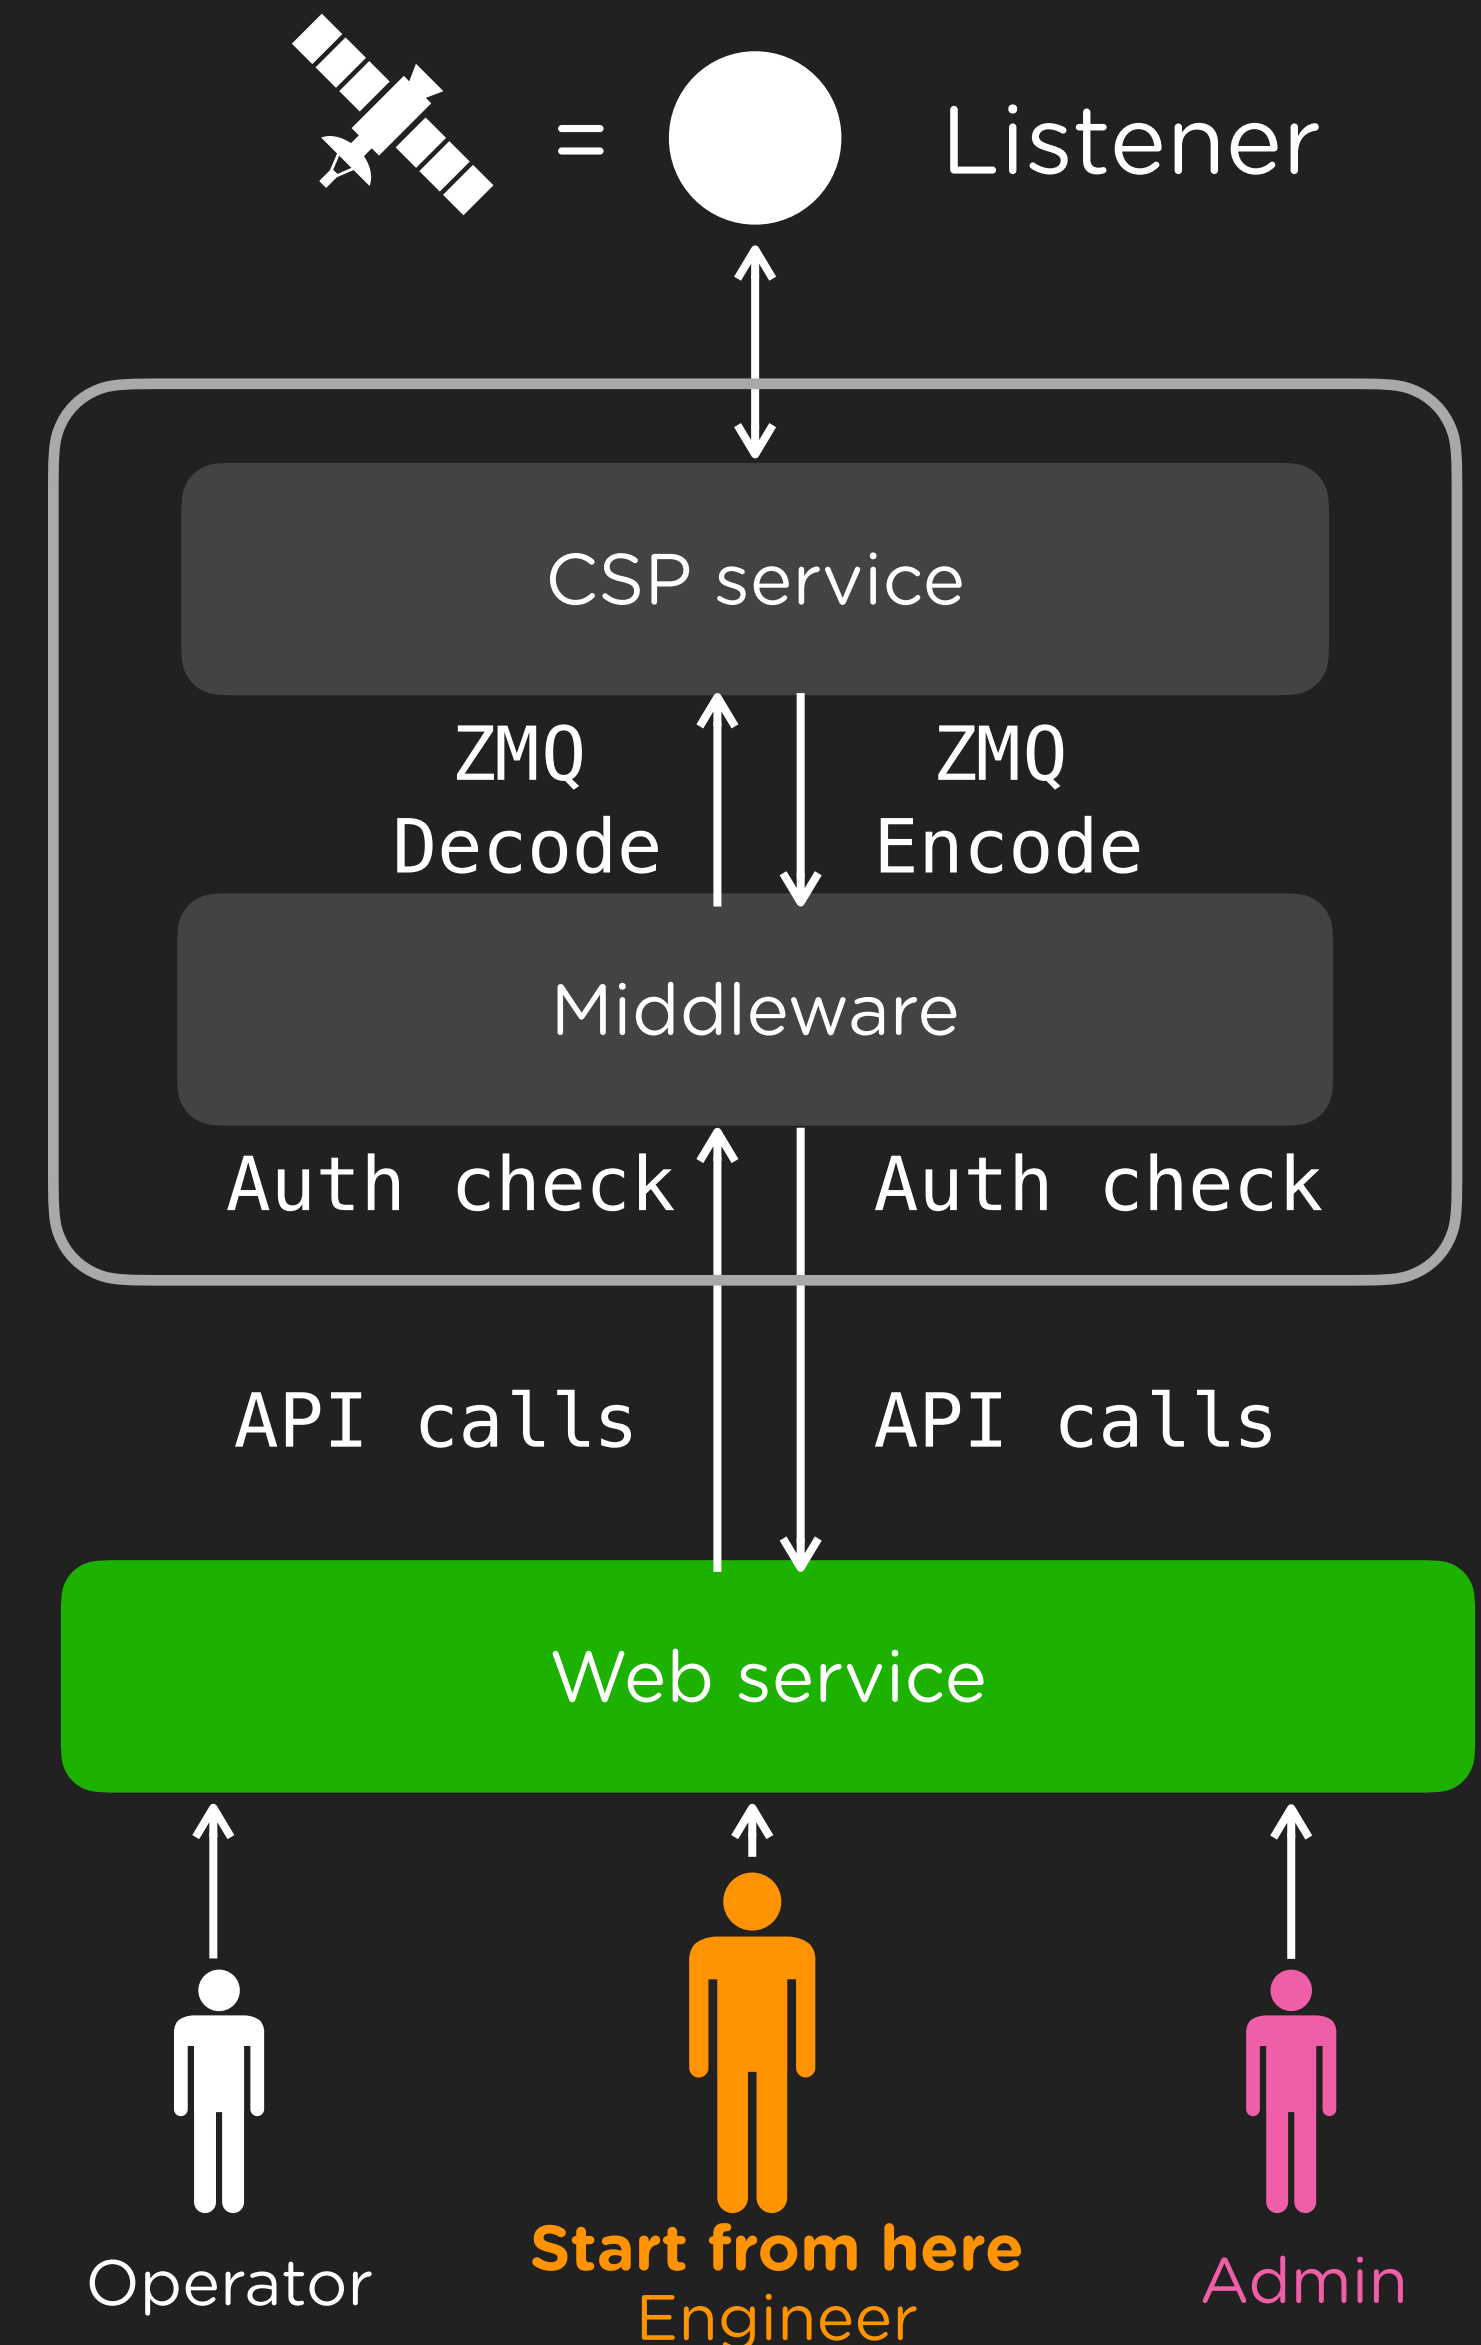 = Listener
CSP service
ZMQ ZMQ
Decode Encode
Middleware
Auth check Auth check
API calls API calls
Web service
Start from here
Operator Engineer Admin